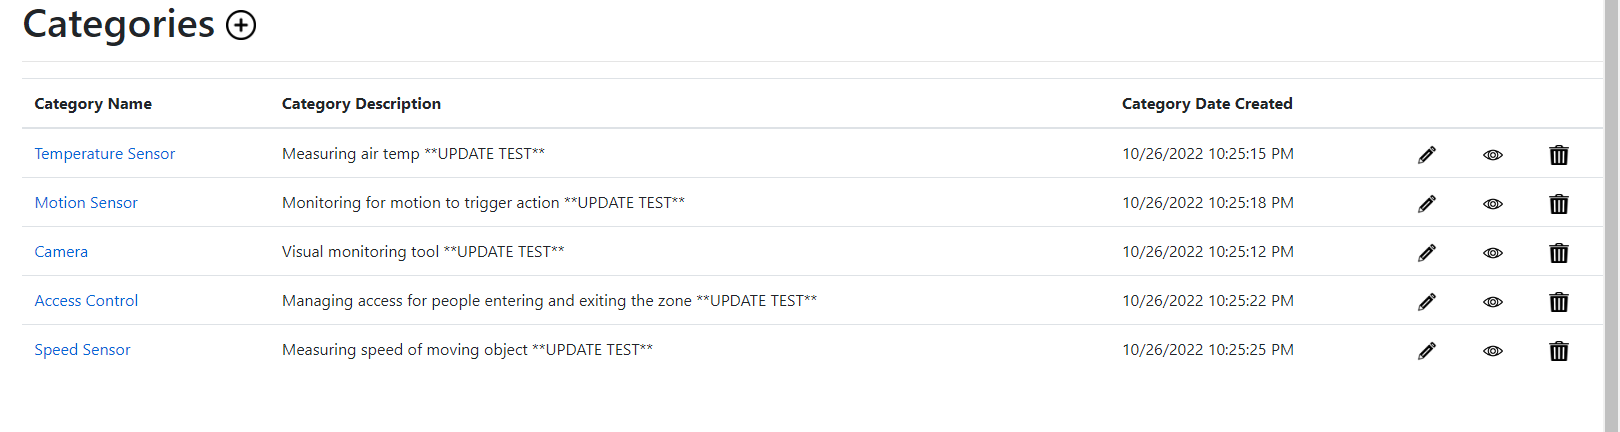 Categories
Category Name Category Description Category Date Created
Temperature Sensor Measuring air temp **UPDATE TEST** 10/26/2022 10:25:15 PM
Motion Sensor Monitoring for motion to trigger action **UPDATE TEST** 10/26/2022 10:25:18 PM
Camera Visual monitoring tool **UPDATE TEST** 10/26/2022 10:25:12 PM
Access Control Managing access for people entering and exiting the zone **UPDATE TEST** 10/26/2022 10:25:22 PM
Speed Sensor Measuring speed of moving object **UPDATE TEST** 10/26/2022 10:25:25 PM